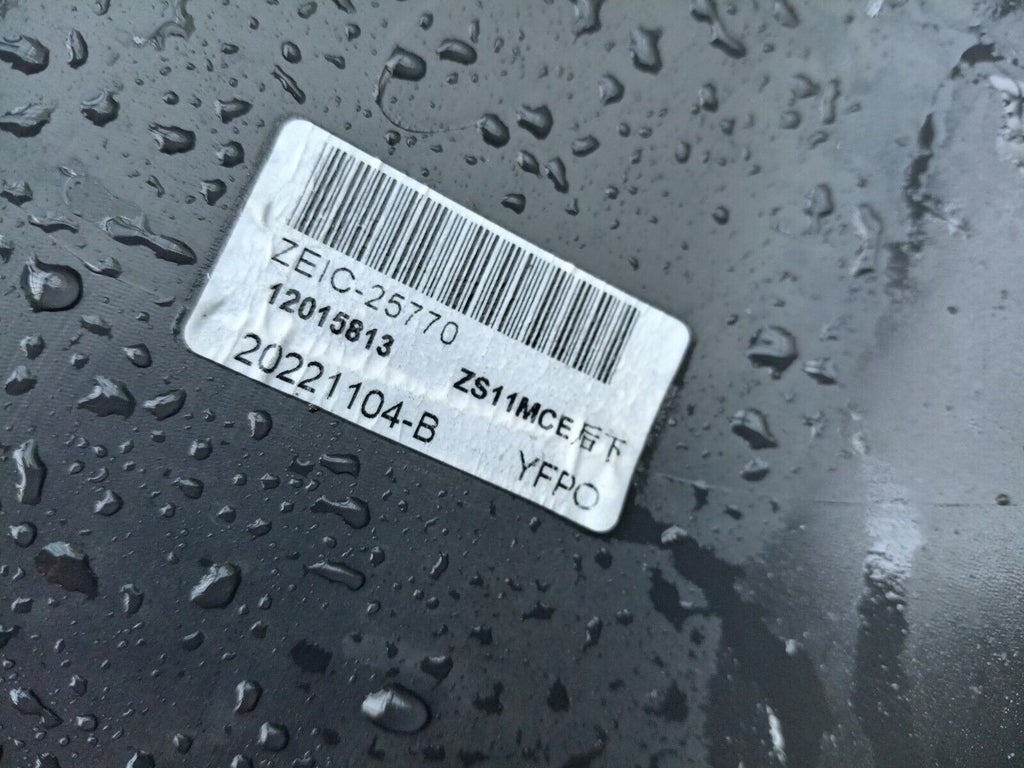 ZEIC-25770
12015813
ZS11MCE后下
20221104-B
YFPO